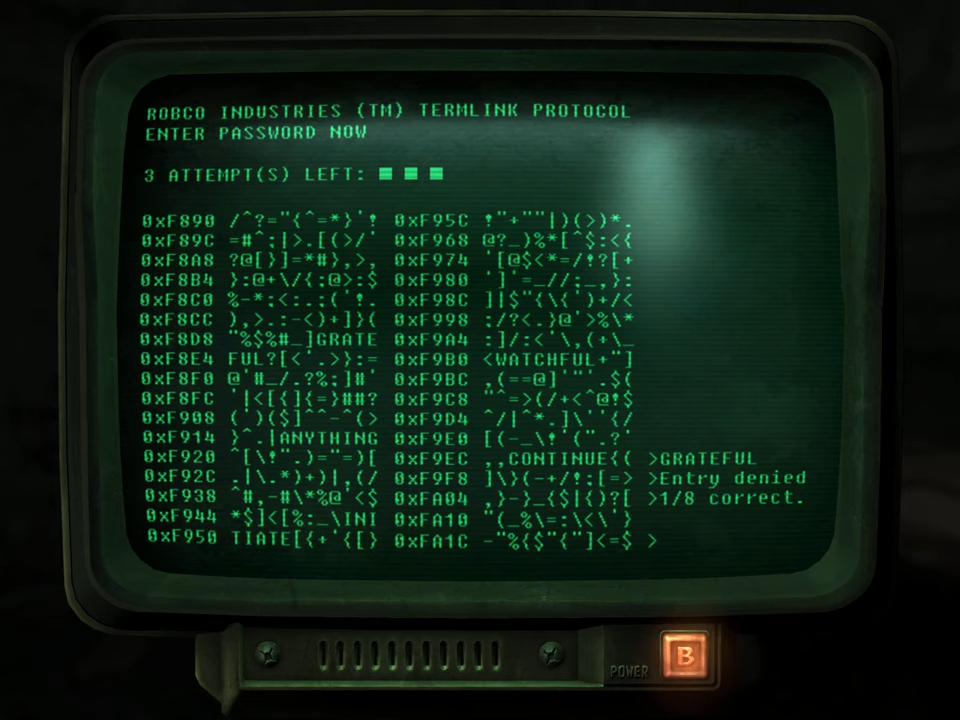 ROBCO INDUSTRIES (TM) TERMLINK PROTOCOL
ENTER PASSWORD NOW
3 ATTEMPT(S) LEFT: ■ ■ ■
0xF890 /^?="{^=*}'! 0xF95C !"+""|)(>)*.
0xF89C =#^;|>.[(>/' 0xF968 @?_)%*[^$:<{
0xF8A8 ?@[}]=*#},>, 0xF974 '[@$<*=/!?[+
0xF8B4 }:@+\/{;@>:$ 0xF980 ']'=_//;_,}:
0xF8C0 %-*;<:.;('!. 0xF98C ]|$"{\{')+/<
0xF8CC ),>.:-<)+]}( 0xF998 ;/?<.}@'>%\*
0xF8D8 "%$%#_]GRATE 0xF9A4 :]/:<'\,(+\_
0xF8E4 FUL?[<'.>}:= 0xF9B0 <WATCHFUL+"]
0xF8F0 @'#_/.?%;]#' 0xF9BC ,(==@]'"'.$(
0xF8FC '|<[{]{=}##? 0xF9C8 "^=>(/+<^@!$
0xF908 (')($]^^-^(> 0xF9D4 ^/|^*.]\''{/
0xF914 }^.|ANYTHING 0xF9E0 [(-_\!'(".?'
0xF920 ^[\!".)="=)[ 0xF9EC ,,CONTINUE{( >GRATEFUL
0xF92C .|\.*)+)|,(/ 0xF9F8 ]\}(-+/!;[=> >Entry denied
0xF938 ^#,-#\*%@'<$ 0xFA04 ,}-}_{$|()?[ >1/8 correct.
0xF944 *$]<[%:_\INI 0xFA10 "(_%\=:\<\'}
0xF950 TIATE[{+'{[} 0xFA1C -"%{$"{"]<=$ >
POWER
B